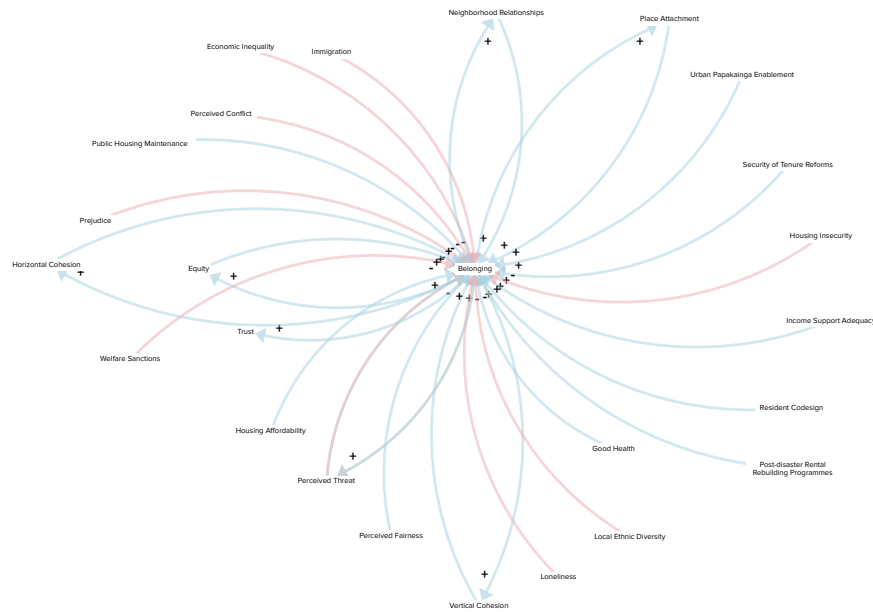 Neighborhood Relationships
Place Attachment
Economic Inequality
Immigration
Urban Papakainga Enablement
Perceived Conflict
Public Housing Maintenance
Security of Tenure Reforms
Prejudice
Housing Insecurity
Horizontal Cohesion
Equity
Belonging
Income Support Adequacy
Trust
Welfare Sanctions
Resident Codesign
Housing Affordability
Good Health
Post-disaster Rental
Rebuilding Programmes
Perceived Threat
Perceived Fairness
Local Ethnic Diversity
Loneliness
Vertical Cohesion